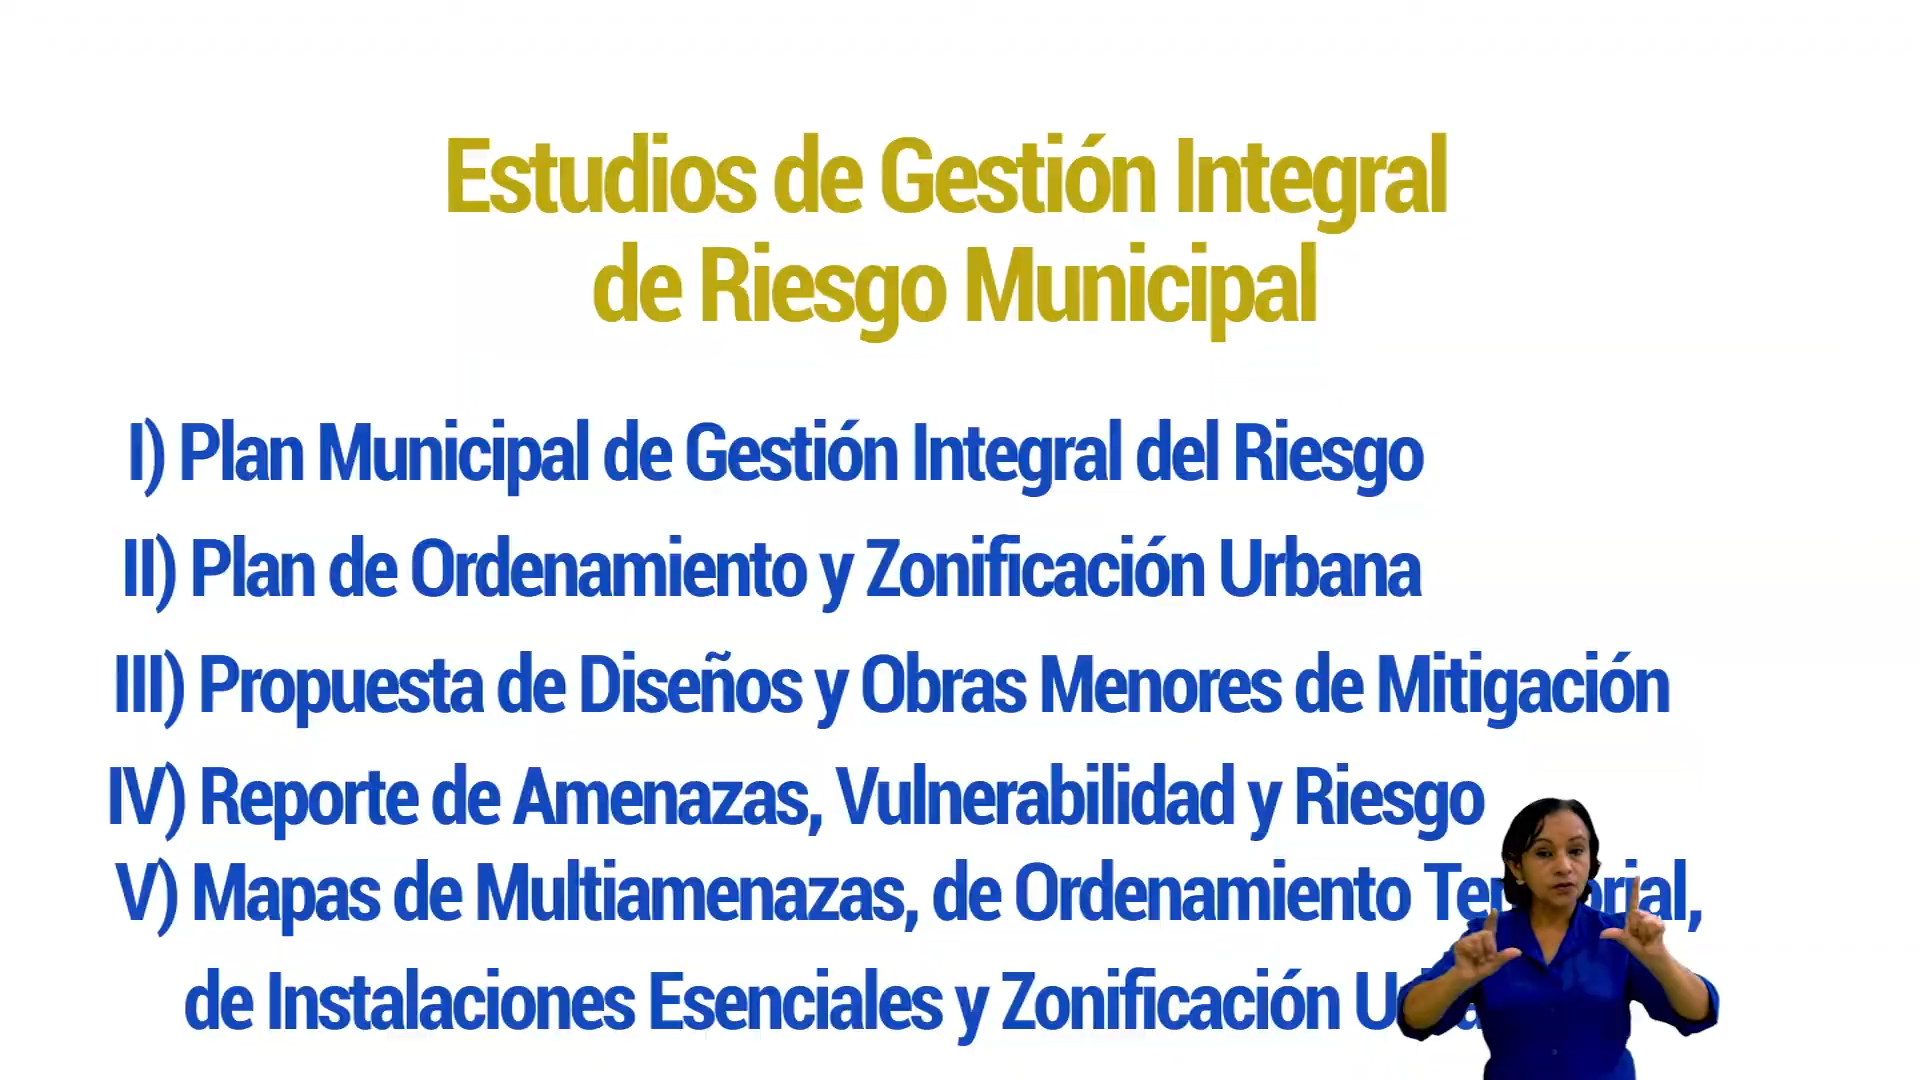 Estudios de Gestión Integral
de Riesgo Municipal
I) Plan Municipal de Gestión Integral del Riesgo
II) Plan de Ordenamiento y Zonificación Urbana
III) Propuesta de Diseños y Obras Menores de Mitigación
IV) Reporte de Amenazas, Vulnerabilidad y Riesgo
V) Mapas de Multiamenazas, de Ordenamiento
de Instalaciones Esenciales y Zonificación